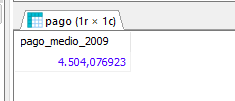 pago (1r × 1c)
pago_medio_2009
4.504,076923